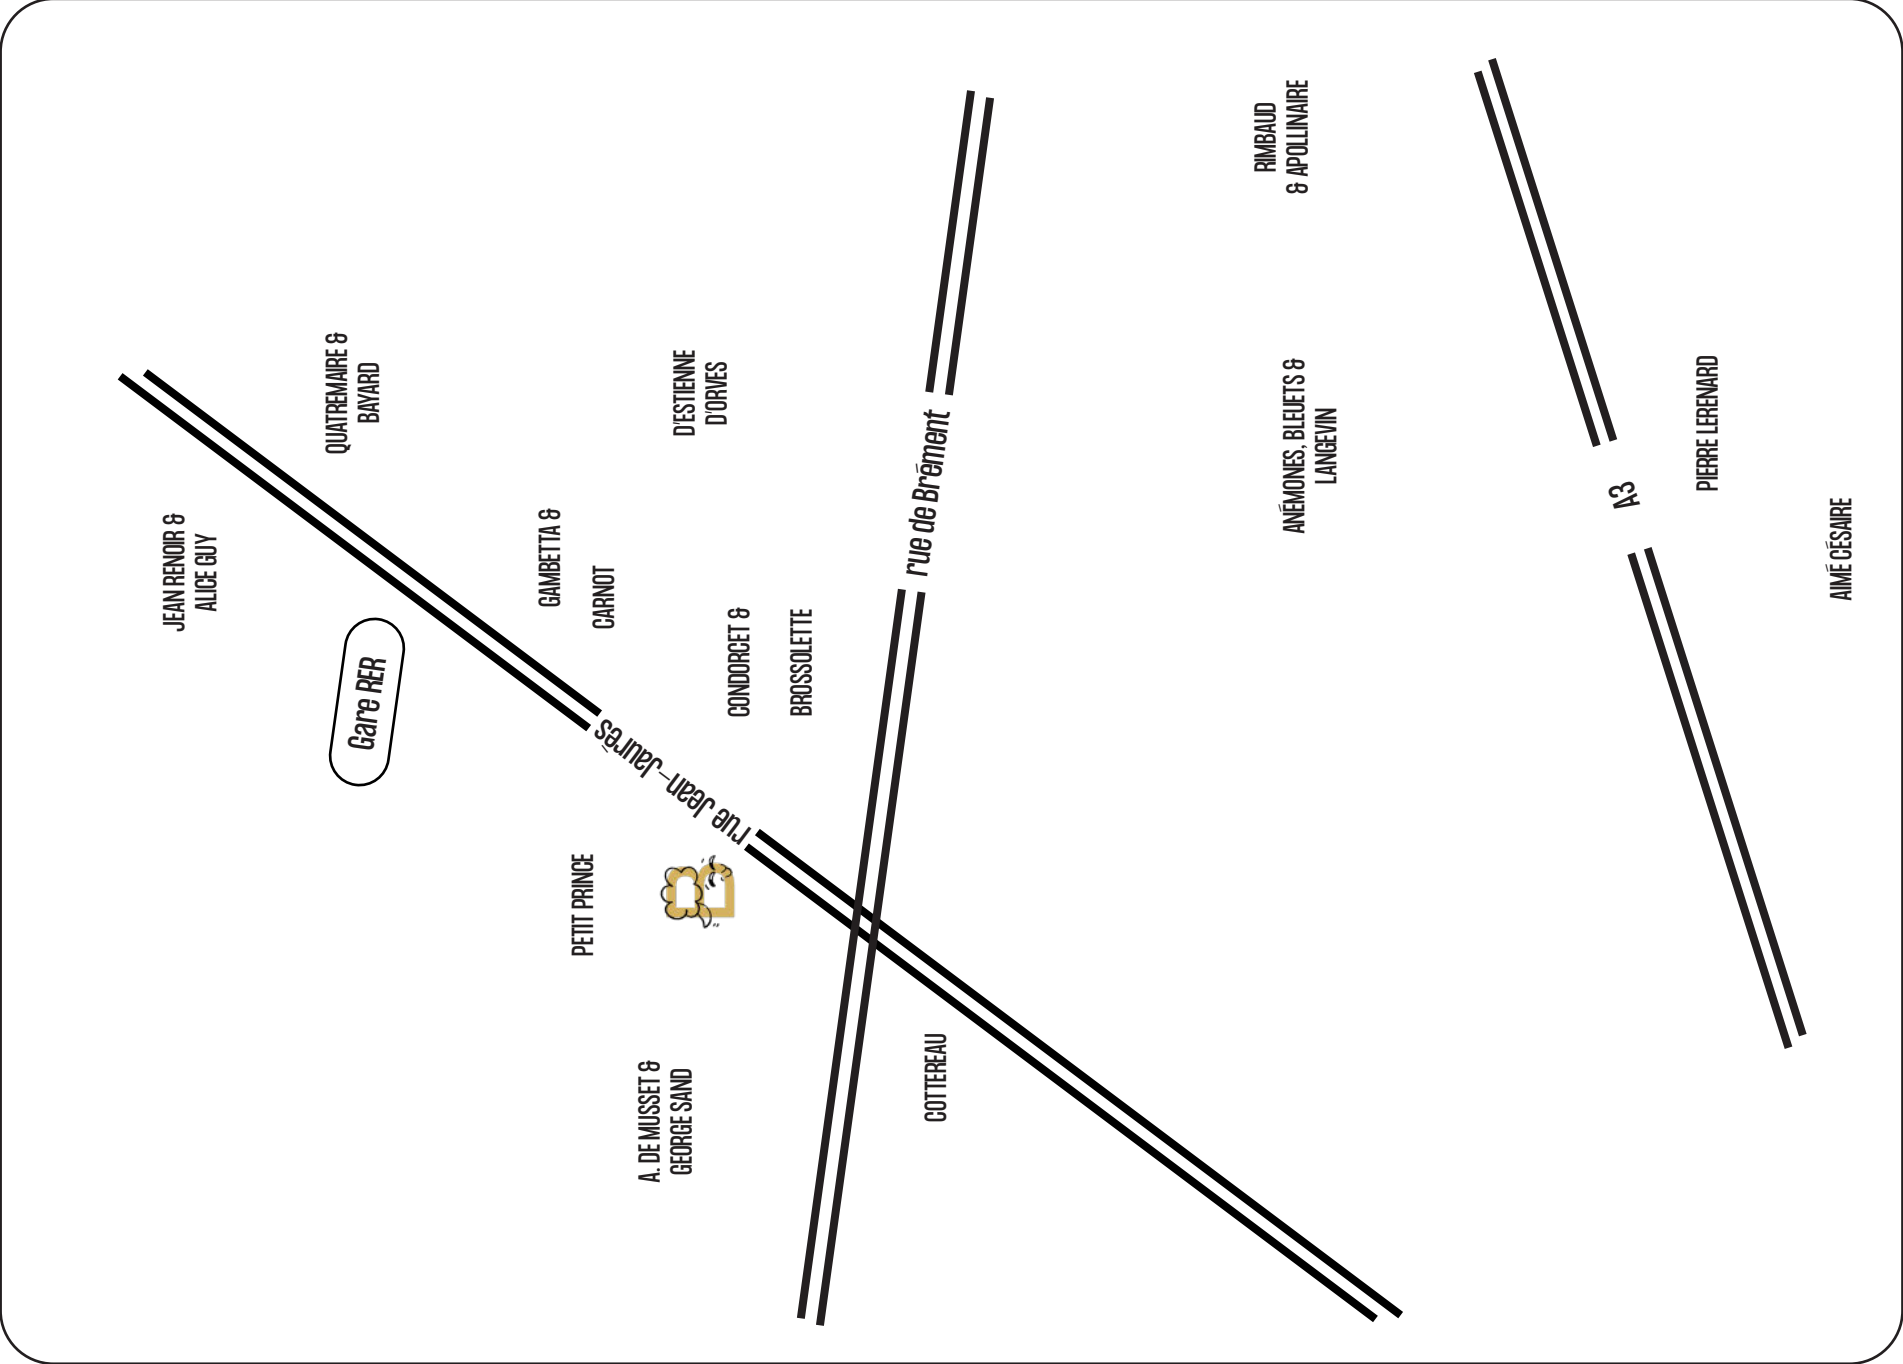 JEAN RENOIR &
ALICE GUY
QUATREMAIRE &
BAYARD
Gare RER
GAMBETTA &
CARNOT
PETIT PRINCE
rue Jean-Jaurès
A. DE MUSSET &
GEORGE SAND
D'ESTIENNE
D'ORVES
CONDORCET &
BROSSOLETTE
rue de Brément
COTTEREAU
RIMBAUD
& APOLLINAIRE
ANÉMONES, BLEUETS &
LANGEVIN
A3
PIERRE LERENARD
AIMÉ CÉSAIRE